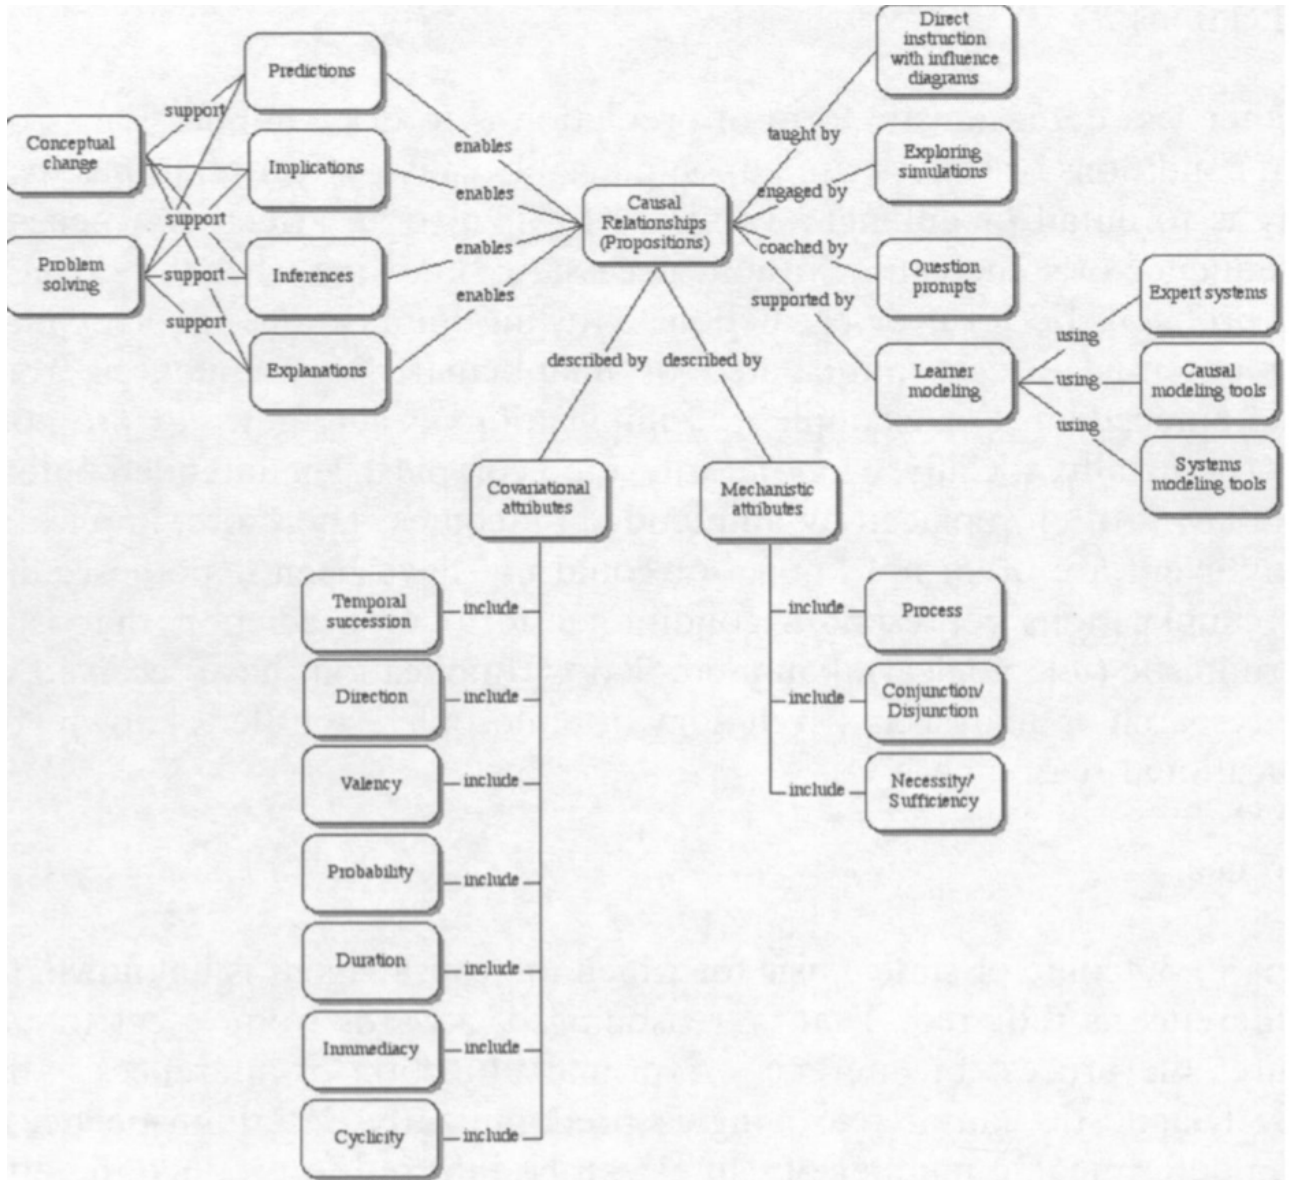 Direct
instruction
with influence
diagrams
Predictions
support
taught by
Conceptual
change
Implications
enables
Exploring
simulations
enables
engaged by
Causal
Relationships
(Propositions)
support
Problem
solving
support
Inferences
enables
coached by
Question
prompts
enables
supported by
Expert systems
support
using
Explanations
described by
described by
Learner
modeling
using
Causal
modeling tools
using
Systems
modeling tools
Covariational
attributes
Mechanistic
attributes
Temporal
succession
include
include
Process
Direction
include
include
Conjunction/
Disjunction
Valency
include
include
Necessity/
Sufficiency
Probability
include
Duration
include
Inmmediacy
include
Cyclicity
include